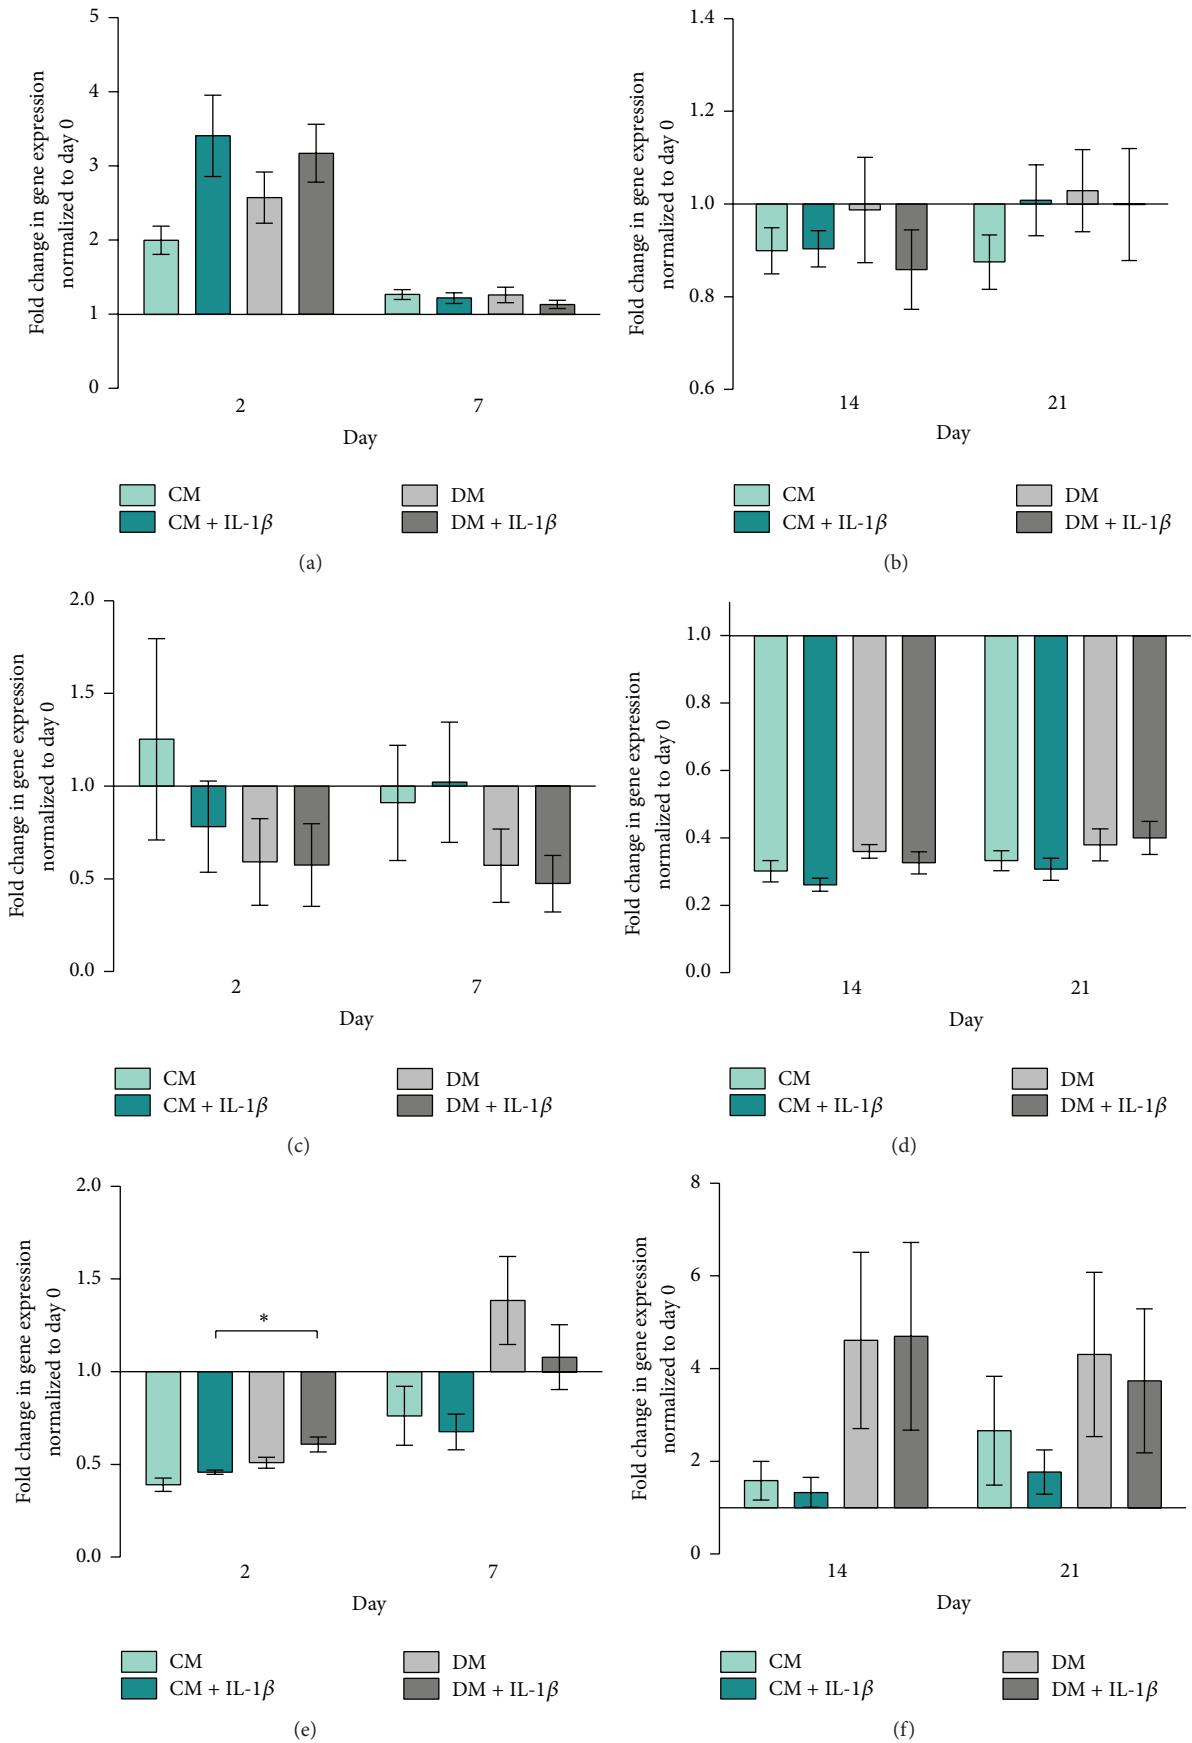 Fold change in gene expression
normalized to day 0
5
4
3
2
1
0
2
7
Day
CM
DM
CM + IL-1β
DM + IL-1β
(a)
Fold change in gene expression
normalized to day 0
1.4
1.2
1.0
0.8
0.6
14
21
Day
CM
DM
CM + IL-1β
DM + IL-1β
(b)
Fold change in gene expression
normalized to day 0
2.0
1.5
1.0
0.5
0.0
2
7
Day
CM
DM
CM + IL-1β
DM + IL-1β
(c)
Fold change in gene expression
normalized to day 0
1.0
0.8
0.6
0.4
0.2
0.0
14
21
Day
CM
DM
CM + IL-1β
DM + IL-1β
(d)
Fold change in gene expression
normalized to day 0
2.0
1.5
1.0
0.5
0.0
*
2
7
Day
CM
DM
CM + IL-1β
DM + IL-1β
(e)
Fold change in gene expression
normalized to day 0
8
6
4
2
0
14
21
Day
CM
DM
CM + IL-1β
DM + IL-1β
(f)